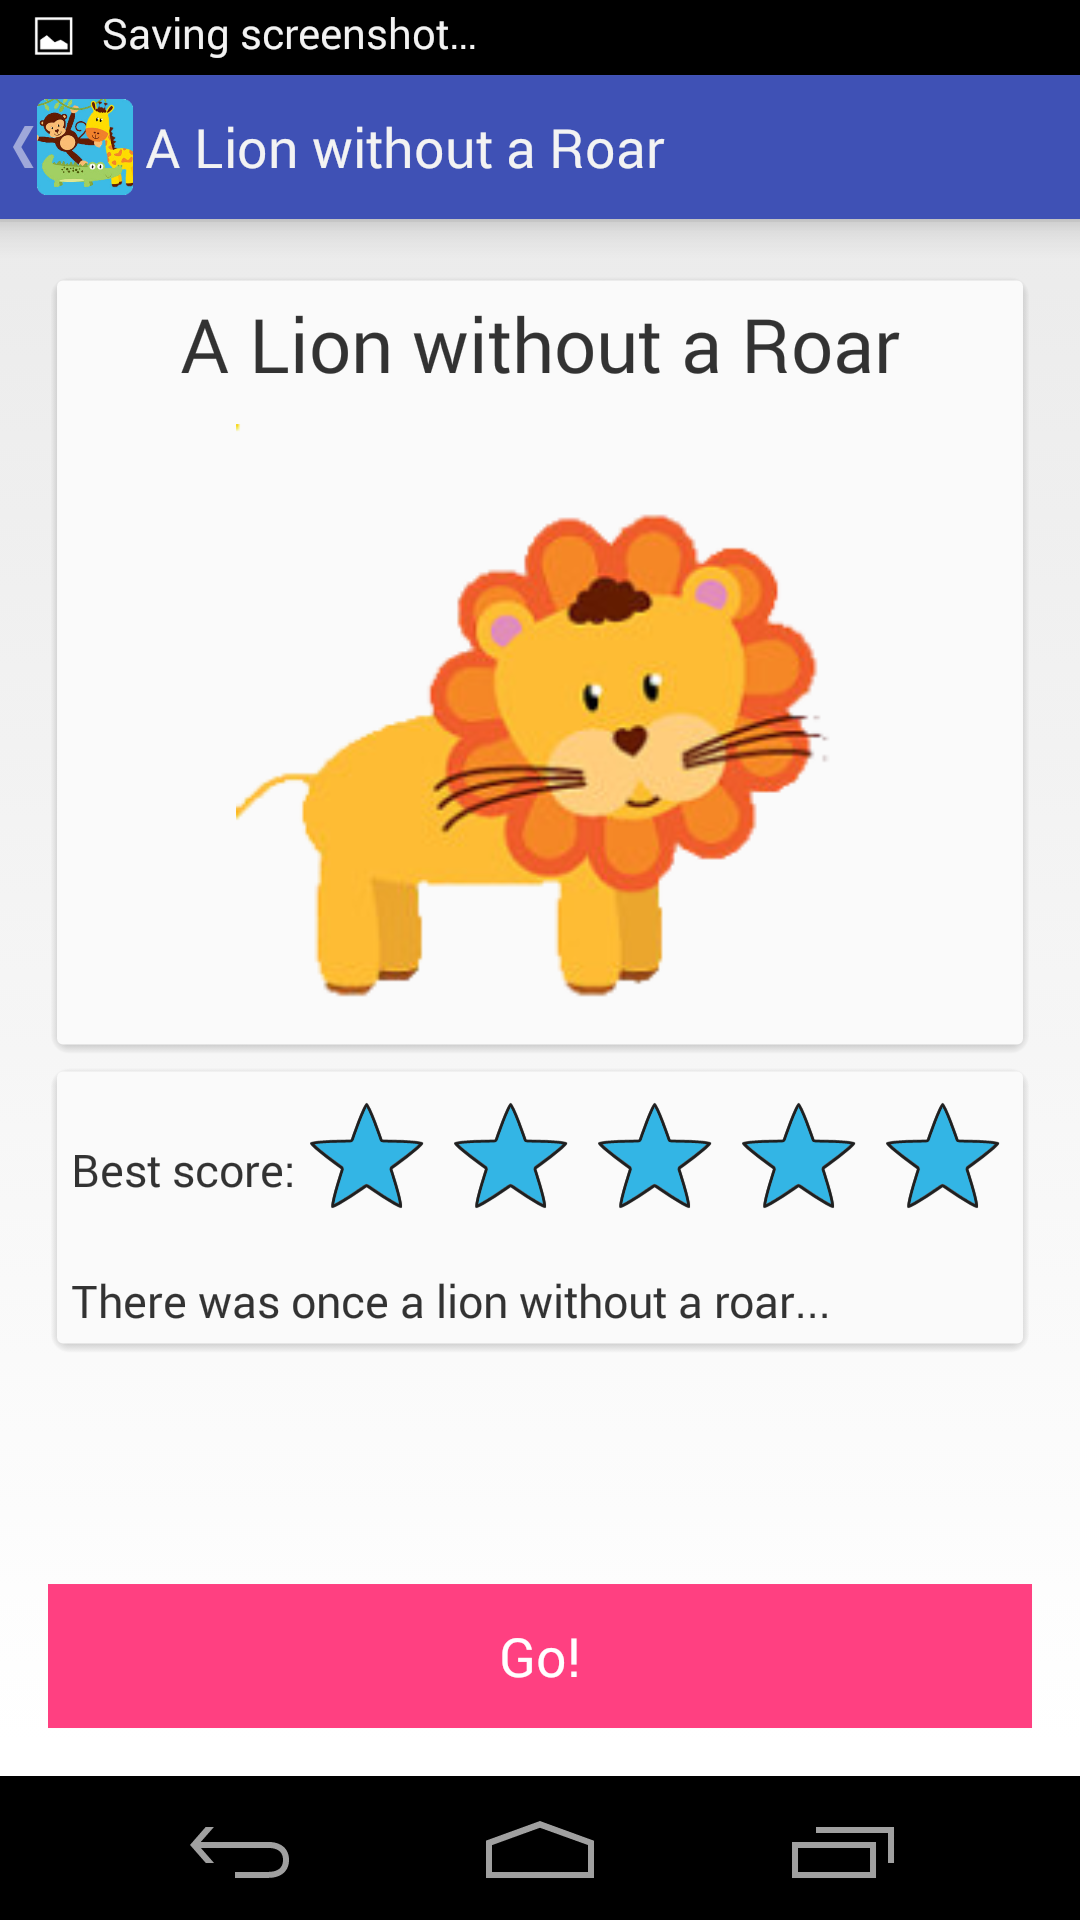 Saving screenshot...
A Lion without a Roar
A Lion without a Roar
Best score:
There was once a lion without a roar...
Go!